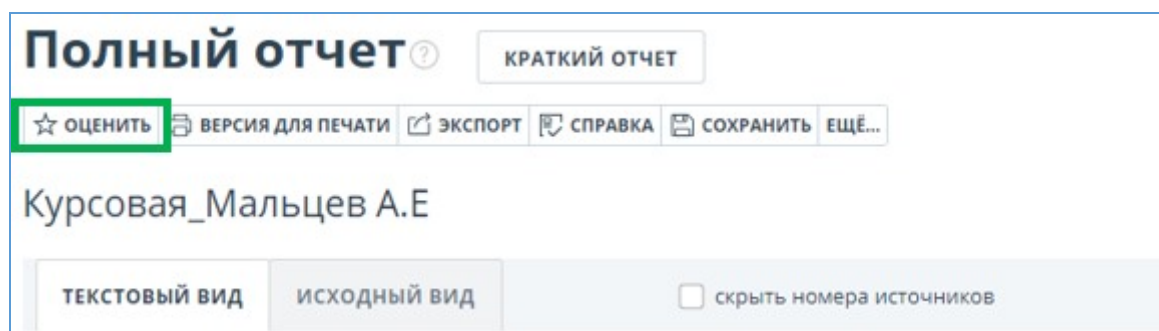 Полный отчет ? КРАТКИЙ ОТЧЕТ
ОЦЕНИТЬ ВЕРСИЯ ДЛЯ ПЕЧАТИ ЭКСПОРТ СПРАВКА СОХРАНИТЬ ЕЩЁ...
Курсовая_Мальцев А.Е
ТЕКСТОВЫЙ ВИД ИСХОДНЫЙ ВИД скрыть номера источников